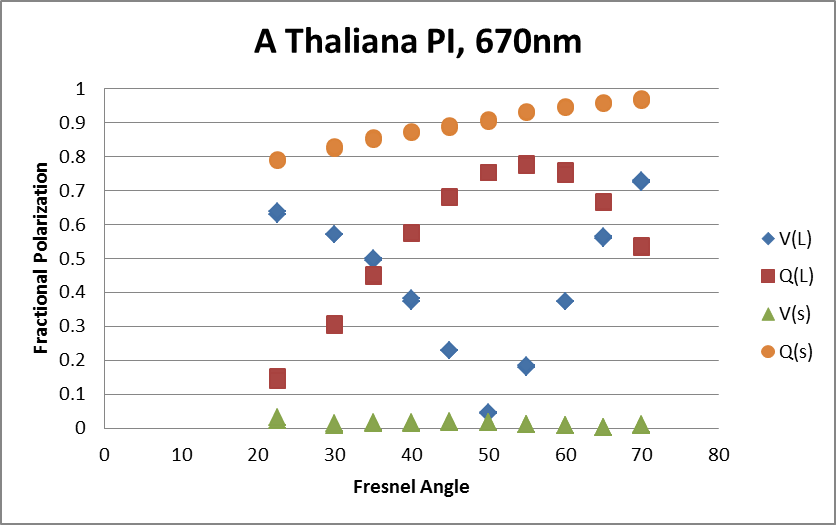 A Thaliana PI, 670nm
1
0.9
0.8
0.7
0.6
0.5
0.4
0.3
0.2
0.1
0
Fractional Polarization
0 10 20 30 40 50 60 70 80
Fresnel Angle
V(L)
Q(L)
V(s)
Q(s)